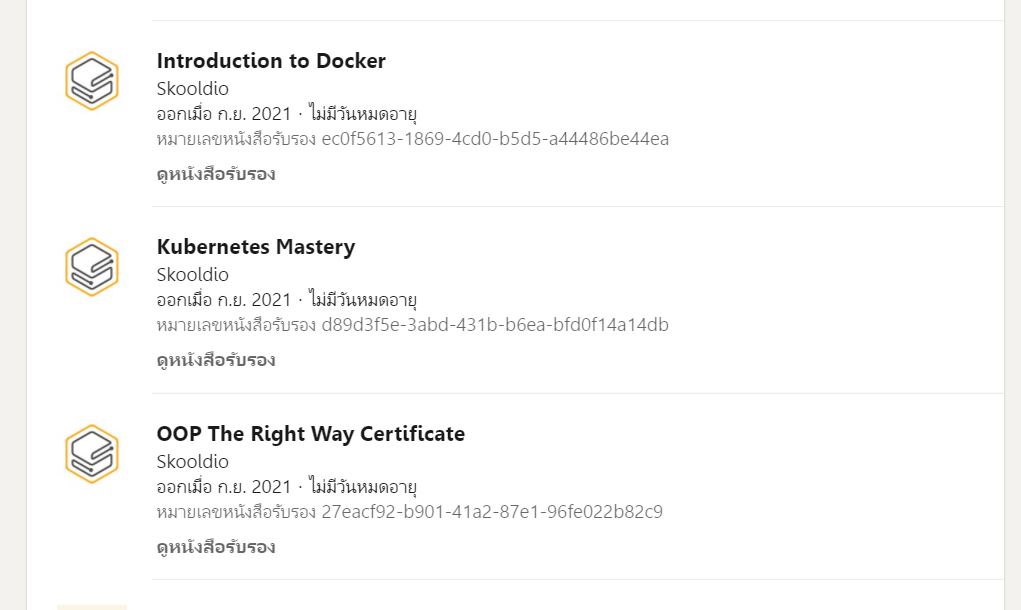 Introduction to Docker
Skooldio
ออกเมื่อ ก.ย. 2021 · ไม่มีวันหมดอายุ
หมายเลขหนังสือรับรอง ec0f5613-1869-4cd0-b5d5-a44486be44ea
ดูหนังสือรับรอง
Kubernetes Mastery
Skooldio
ออกเมื่อ ก.ย. 2021 · ไม่มีวันหมดอายุ
หมายเลขหนังสือรับรอง d89d3f5e-3abd-431b-b6ea-bfd0f14a14db
ดูหนังสือรับรอง
OOP The Right Way Certificate
Skooldio
ออกเมื่อ ก.ย. 2021 · ไม่มีวันหมดอายุ
หมายเลขหนังสือรับรอง 27eacf92-b901-41a2-87e1-96fe022b82c9
ดูหนังสือรับรอง